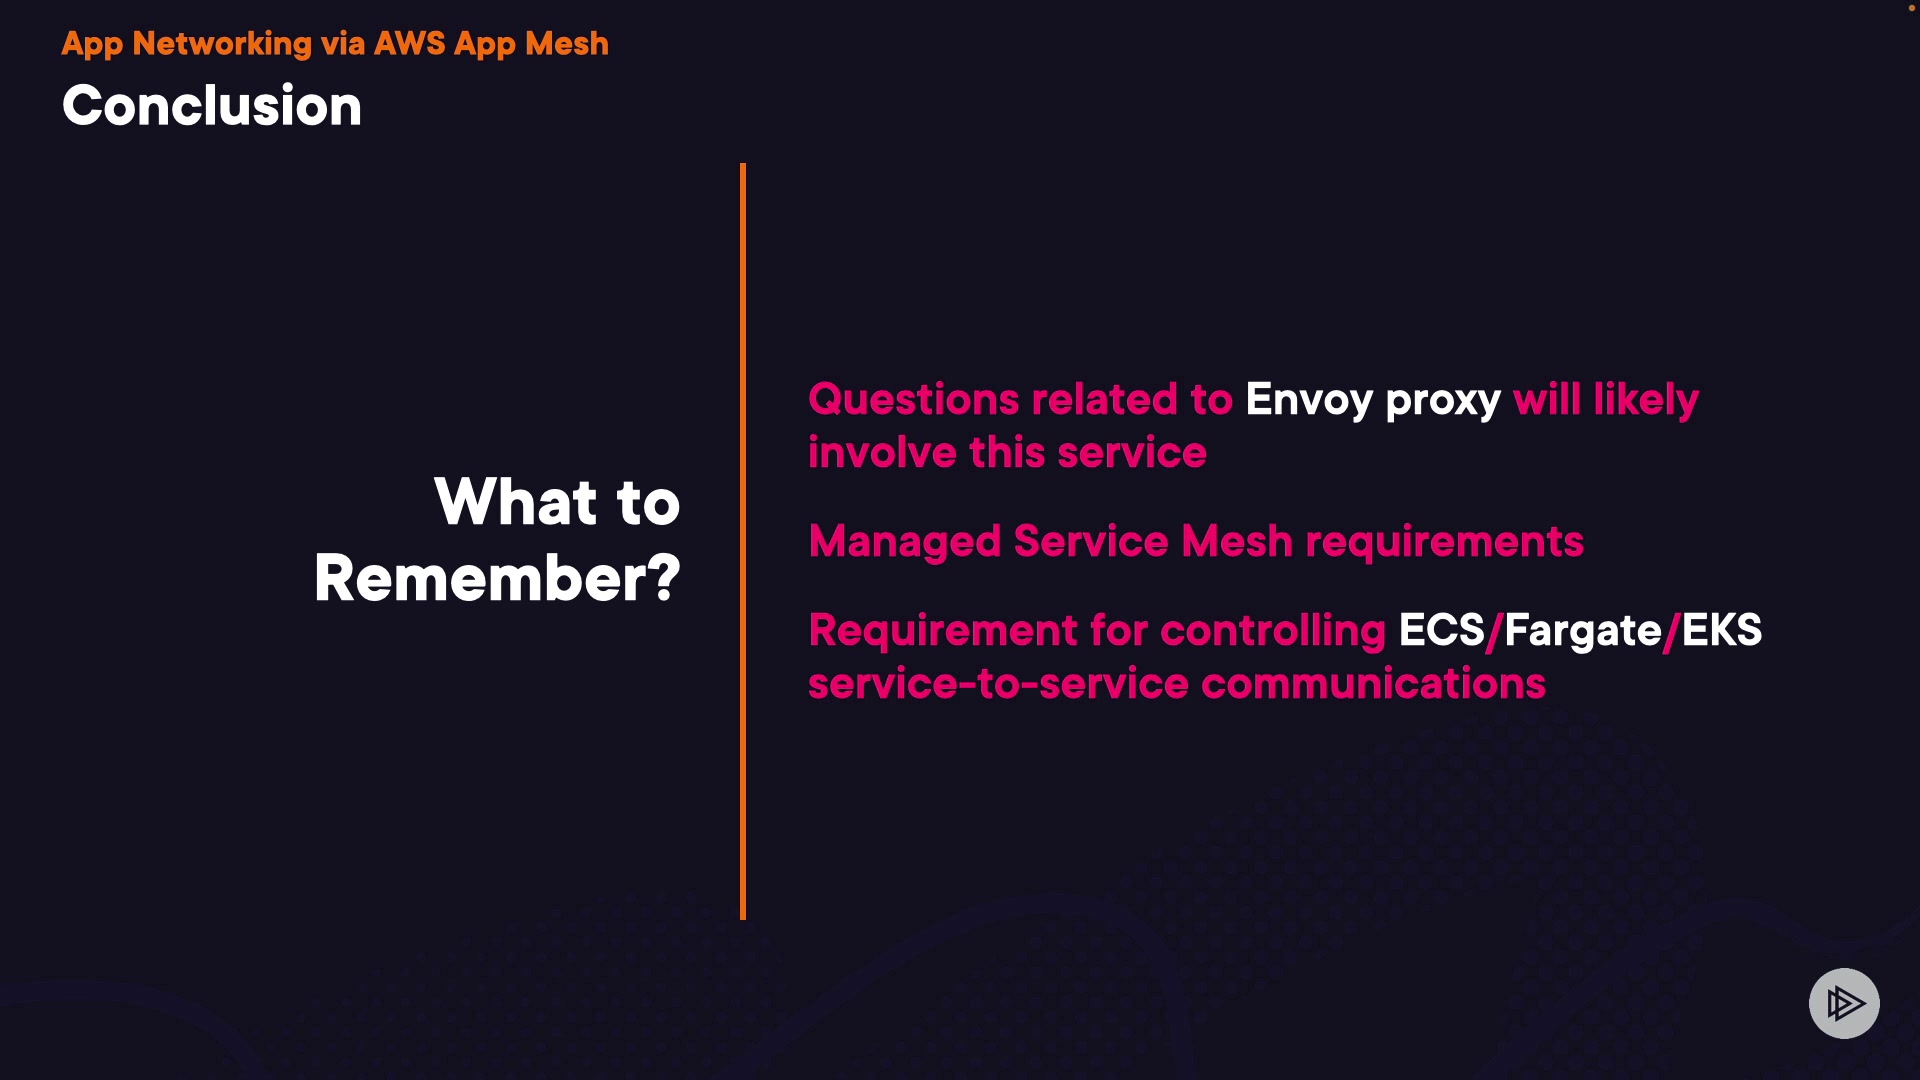 App Networking via AWS App Mesh
Conclusion
What to
Remember?
Questions related to Envoy proxy will likely
involve this service
Managed Service Mesh requirements
Requirement for controlling ECS/Fargate/EKS
service-to-service communications